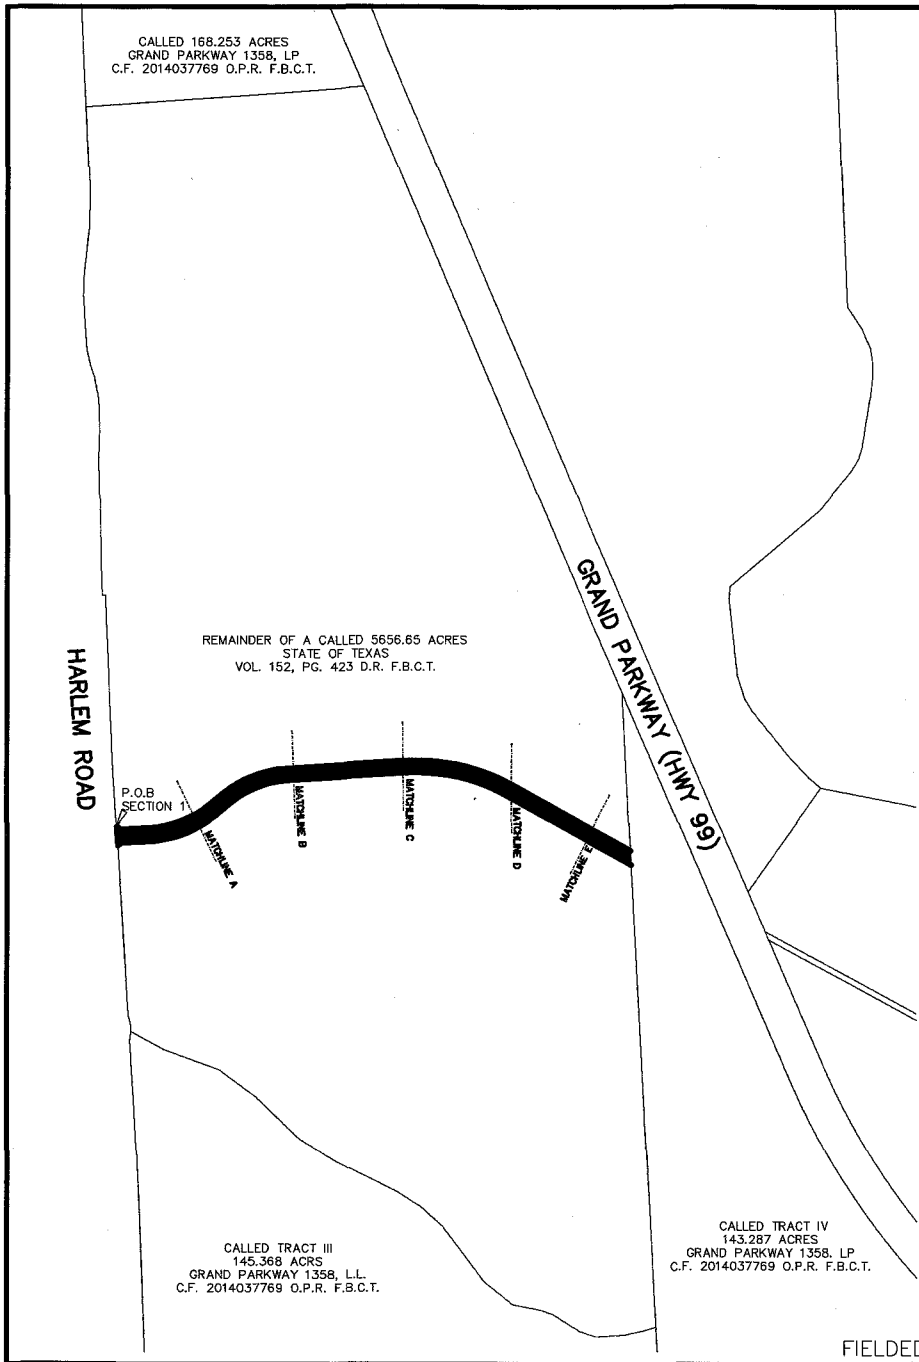 CALLED 168.253 ACRES
GRAND PARKWAY 1358, LP
C.F. 2014037769 O.P.R. F.B.C.T.
GRAND PARKWAY (HWY 99)
REMAINDER OF A CALLED 5656.65 ACRES
STATE OF TEXAS
VOL. 152, PG. 423 D.R. F.B.C.T.
HARLEM ROAD
P.O.B
SECTION 1
MATCHLINE A
MATCHLINE B
MATCHLINE C
MATCHLINE D
MATCHLINE E
CALLED TRACT III
145.368 ACRS
GRAND PARKWAY 1358, L.L.
C.F. 2014037769 O.P.R. F.B.C.T.
CALLED TRACT IV
143.287 ACRES
GRAND PARKWAY 1358. LP
C.F. 2014037769 O.P.R. F.B.C.T.
FIELDED